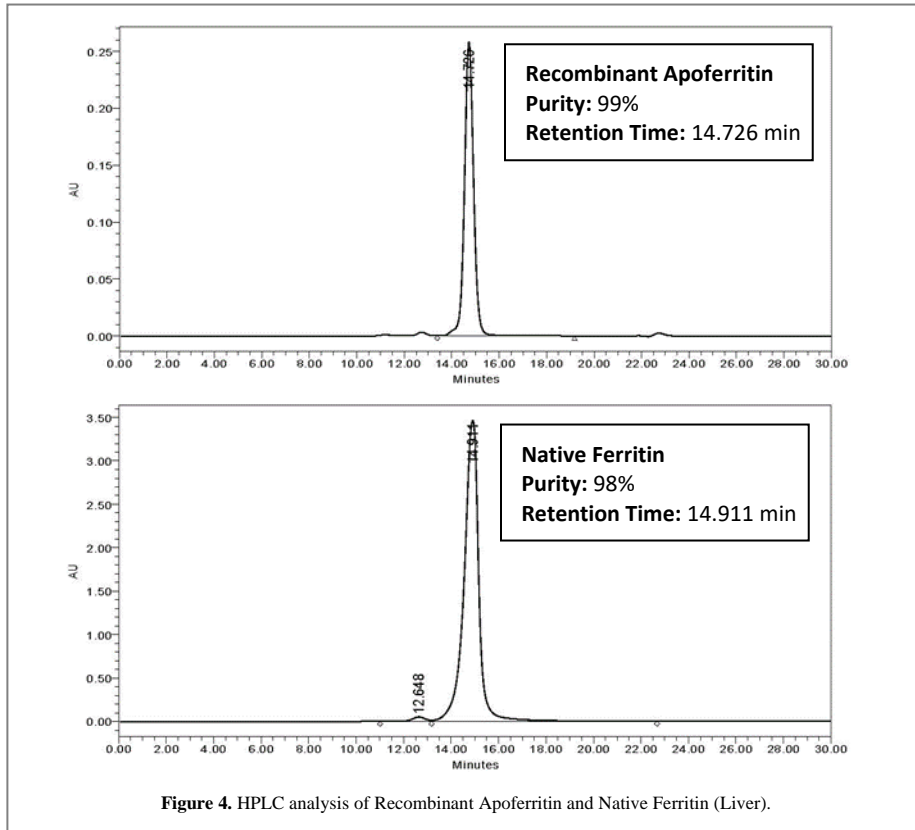 0.25
0.20
0.15
0.10
0.05
0.00
AU
14.726
Recombinant Apoferritin
Purity: 99%
Retention Time: 14.726 min
0.00 2.00 4.00 6.00 8.00 10.00 12.00 14.00 16.00 18.00 20.00 22.00 24.00 26.00 28.00 30.00
Minutes
3.50
3.00
2.50
2.00
1.50
1.00
0.50
0.00
AU
12.648
14.911
Native Ferritin
Purity: 98%
Retention Time: 14.911 min
0.00 2.00 4.00 6.00 8.00 10.00 12.00 14.00 16.00 18.00 20.00 22.00 24.00 26.00 28.00 30.00
Minutes
Figure 4. HPLC analysis of Recombinant Apoferritin and Native Ferritin (Liver).